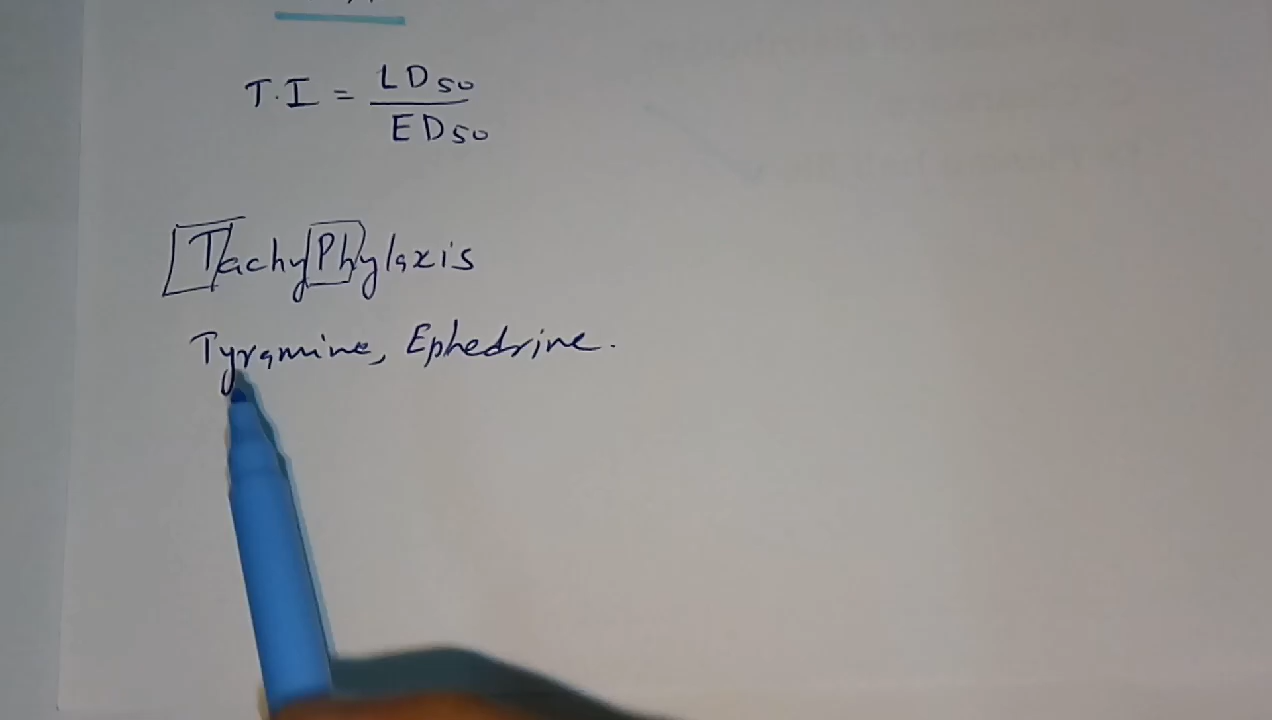 T.I = LD50
ED50
TachyPhylaxis
Tyramine, Ephedrine.